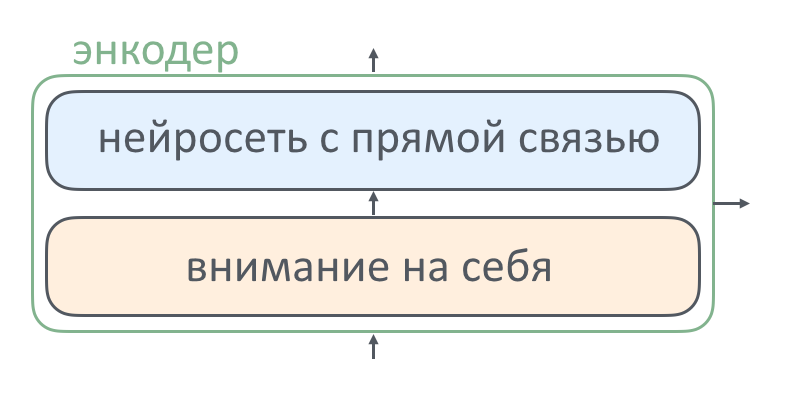 энкодер
нейросеть с прямой связью
внимание на себя